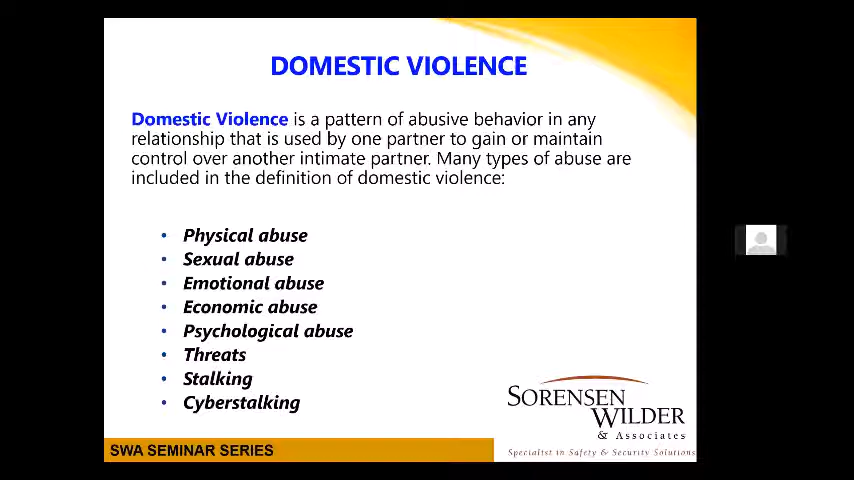 DOMESTIC VIOLENCE
Domestic Violence is a pattern of abusive behavior in any
relationship that is used by one partner to gain or maintain
control over another intimate partner. Many types of abuse are
included in the definition of domestic violence:
• Physical abuse
• Sexual abuse
• Emotional abuse
• Economic abuse
• Psychological abuse
• Threats
• Stalking
• Cyberstalking
SORENSEN
WILDER
& Associates
Specialist in Safety & Security Solutions
SWA SEMINAR SERIES